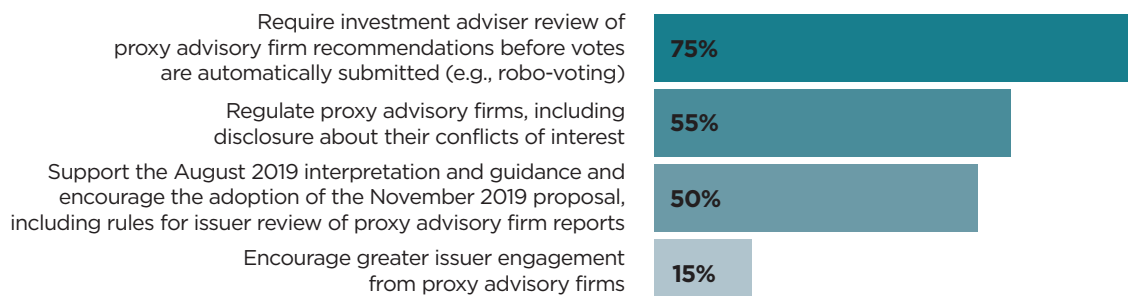 Require investment adviser review of
proxy advisory firm recommendations before votes
are automatically submitted (e.g., robo-voting)
75%
Regulate proxy advisory firms, including
disclosure about their conflicts of interest
55%
Support the August 2019 interpretation and guidance and
encourage the adoption of the November 2019 proposal,
including rules for issuer review of proxy advisory firm reports
50%
Encourage greater issuer engagement
from proxy advisory firms
15%